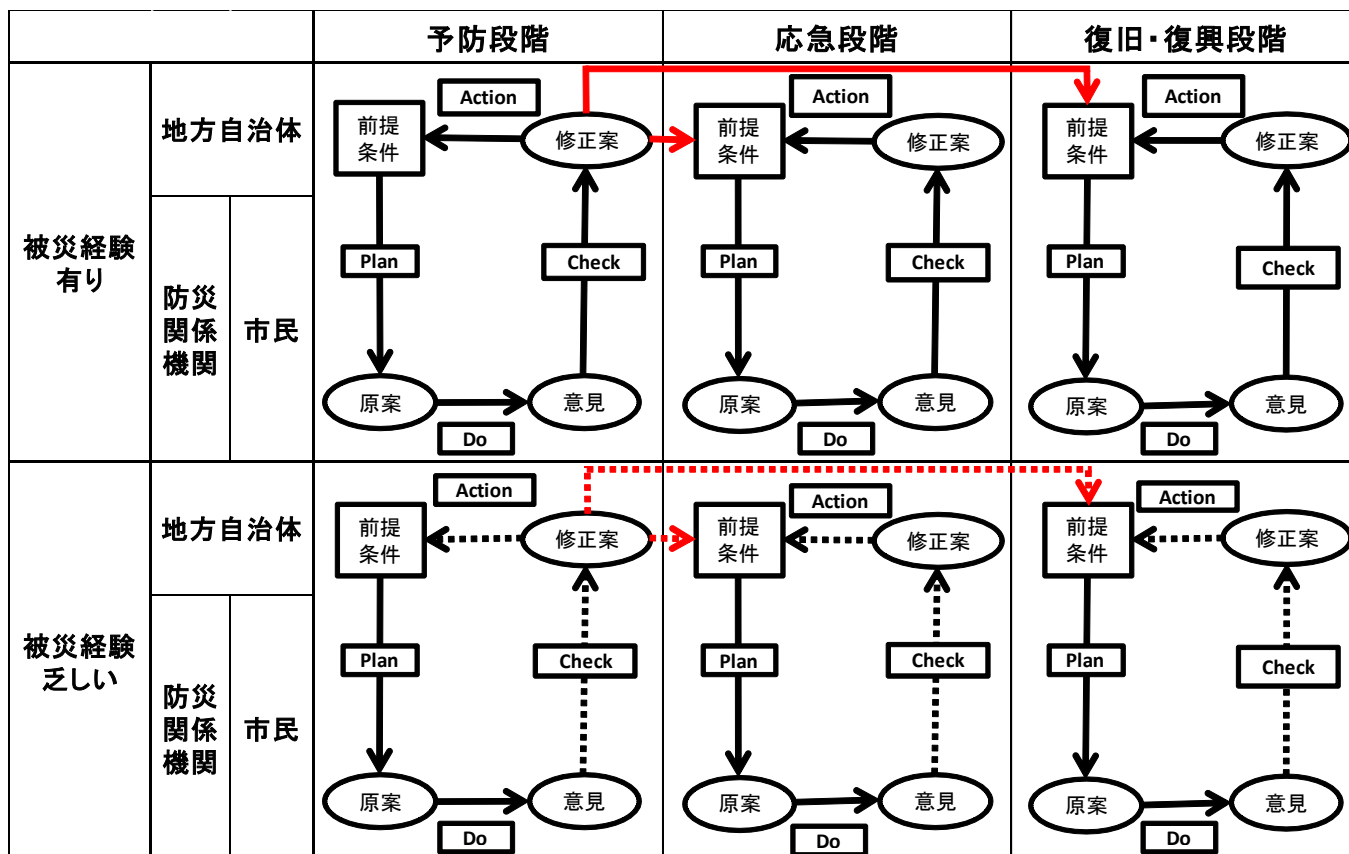 予防段階
応急段階
復旧・復興段階
被災経験
有り
地方自治体
防災
関係
機関
市民
Action
前提
条件
修正案
Plan
Check
原案
意見
Do
Action
前提
条件
修正案
Plan
Check
原案
意見
Do
Action
前提
条件
修正案
Plan
Check
原案
意見
Do
被災経験
乏しい
地方自治体
防災
関係
機関
市民
Action
前提
条件
修正案
Plan
Check
原案
意見
Do
Action
前提
条件
修正案
Plan
Check
原案
意見
Do
Action
前提
条件
修正案
Plan
Check
原案
意見
Do